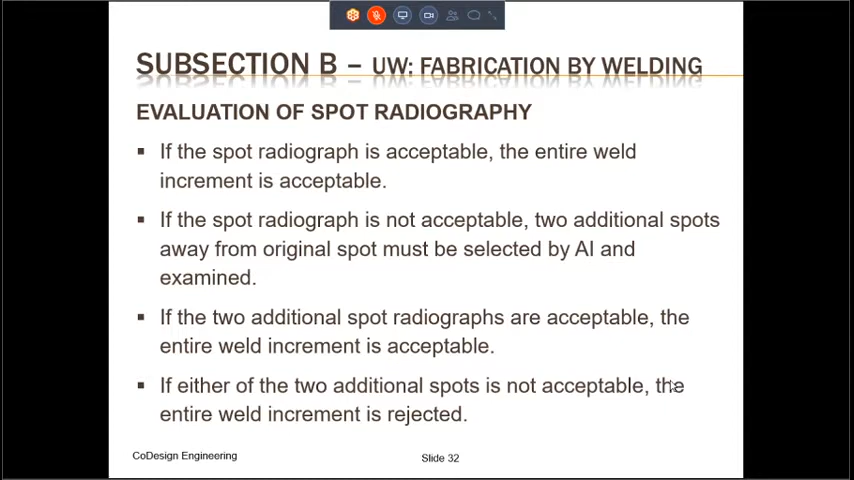 SUBSECTION B – UW: FABRICATION BY WELDING
EVALUATION OF SPOT RADIOGRAPHY
▪ If the spot radiograph is acceptable, the entire weld
increment is acceptable.
▪ If the spot radiograph is not acceptable, two additional spots
away from original spot must be selected by AI and
examined.
▪ If the two additional spot radiographs are acceptable, the
entire weld increment is acceptable.
▪ If either of the two additional spots is not acceptable, the
entire weld increment is rejected.
CoDesign Engineering
Slide 32